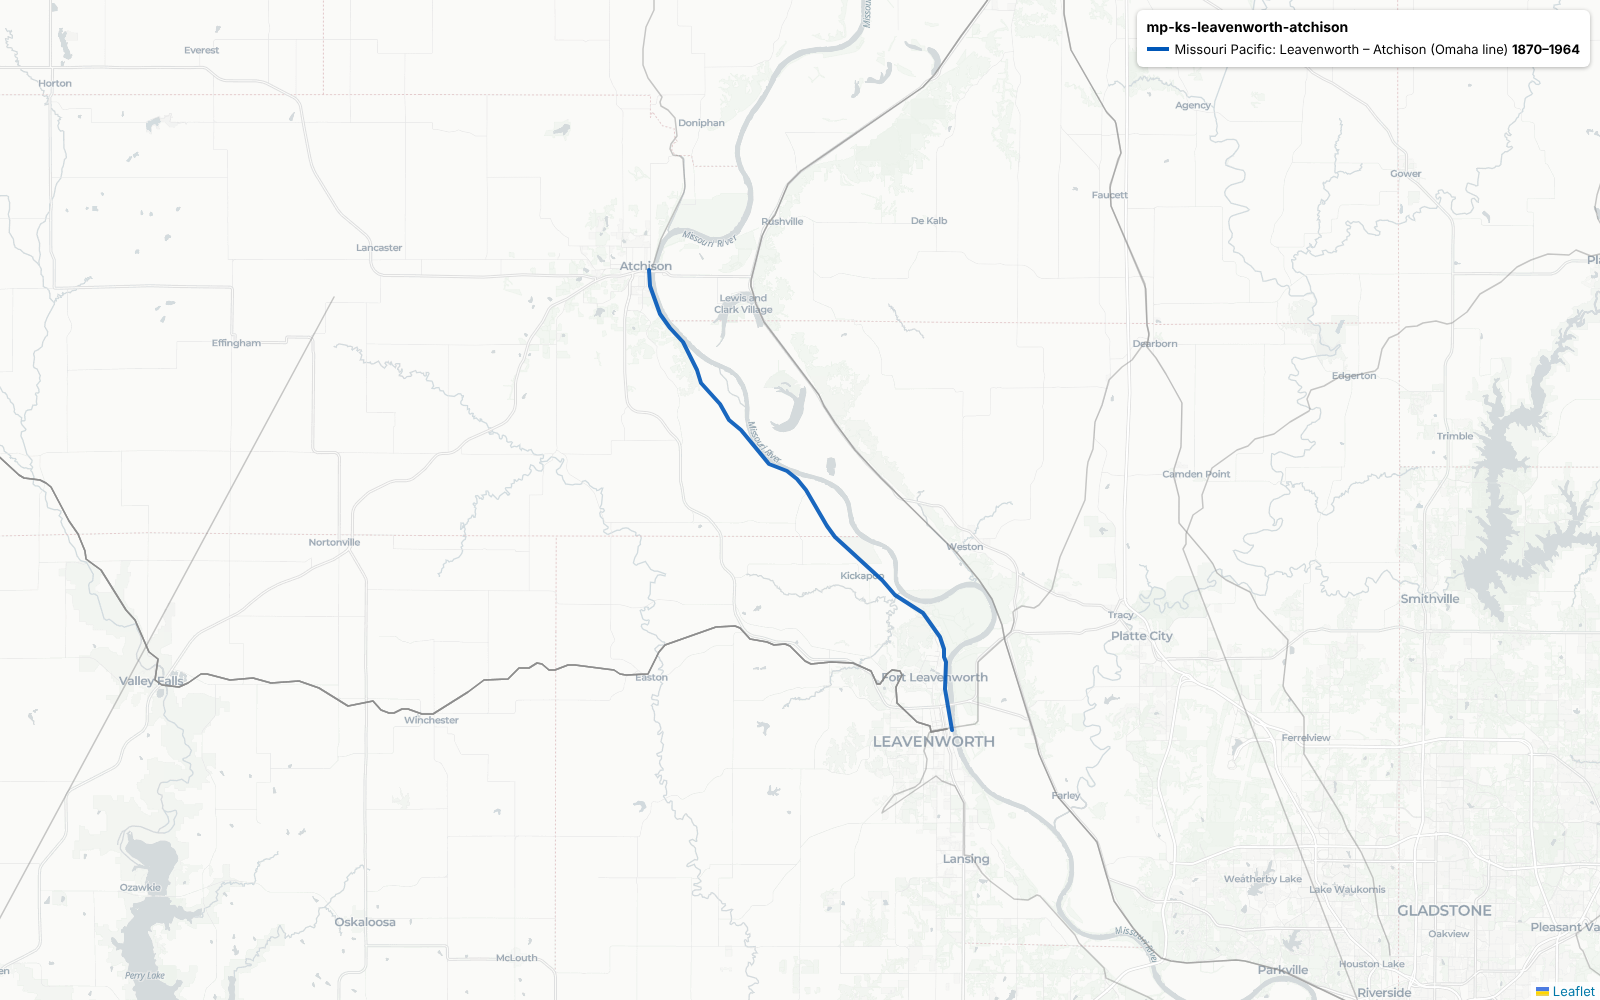 mp-ks-leavenworth-atchison
Missouri Pacific: Leavenworth – Atchison (Omaha line) 1870–1964
Everest
Horton
Agency
Doniphan
Gower
Faucett
Rushville
De Kalb
Missouri River
Lancaster
Atchison
Lewis and
Clark Village
Effingham
Dearborn
Edgerton
Trimble
Missouri River
Camden Point
Nortonville
Weston
Kickapoo
Smithville
Tracy
Platte City
Valley Falls
Easton
Fort Leavenworth
Winchester
LEAVENWORTH
Ferrelview
Farley
Lansing
Ozawkie
Weatherby Lake
Lake Waukomis
Oskaloosa
GLADSTONE
Pleasant Va
Oakview
Missouri River
McLouth
Houston Lake
Parkville
Perry Lake
Riverside
Leaflet